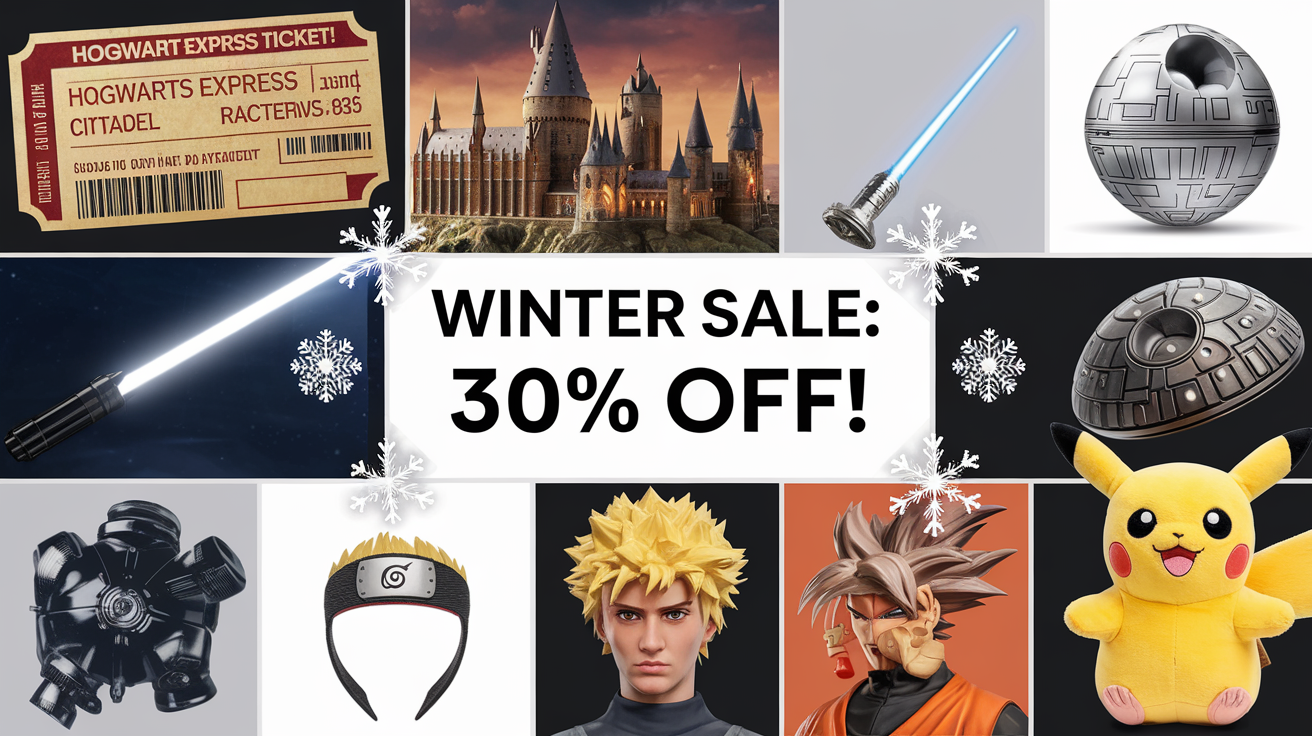 HOGWART EXPRSS TICKET!
HOGWARTS EXPRESS
CITTADEL
RACTERVS.835
WINTER SALE:
30% OFF!